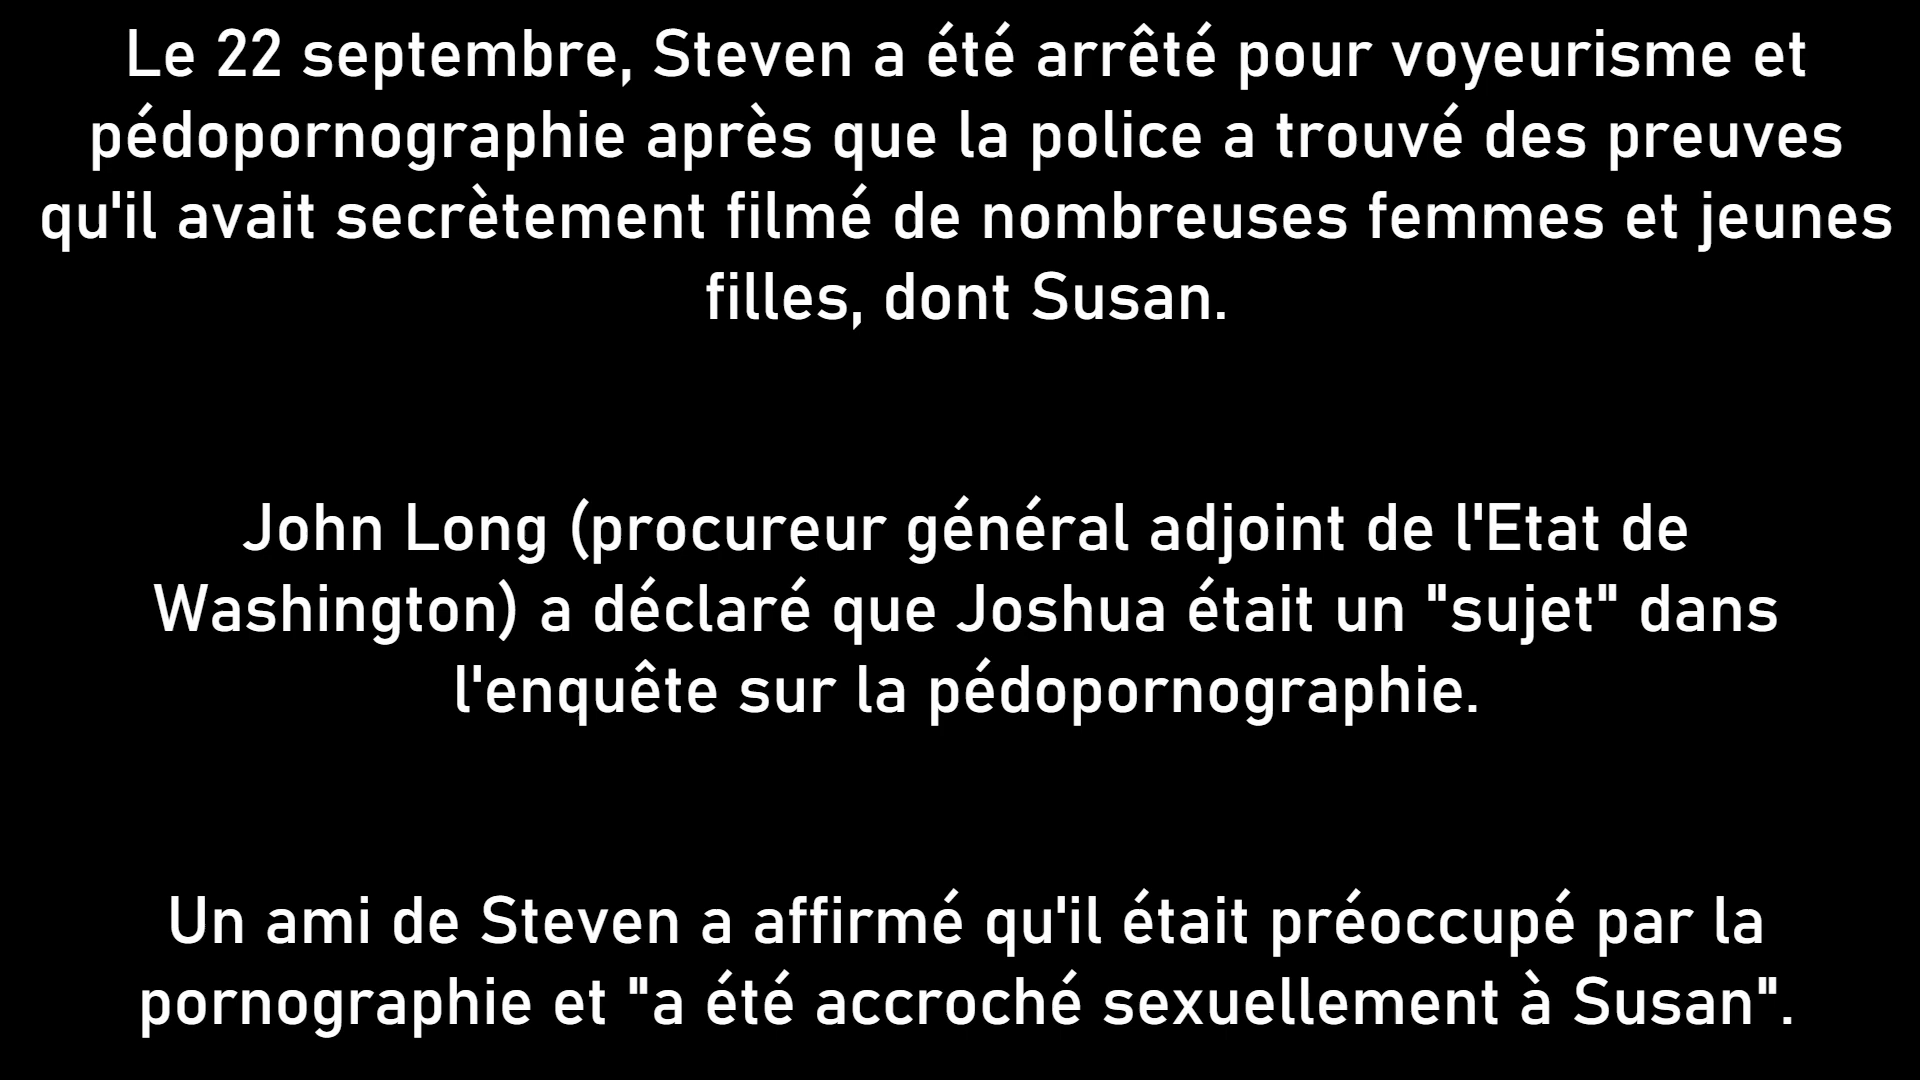 Le 22 septembre, Steven a été arrêté pour voyeurisme et
pédopornographie après que la police a trouvé des preuves
qu'il avait secrètement filmé de nombreuses femmes et jeunes
filles, dont Susan.
John Long (procureur général adjoint de l'Etat de
Washington) a déclaré que Joshua était un "sujet" dans
l'enquête sur la pédopornographie.
Un ami de Steven a affirmé qu'il était préoccupé par la
pornographie et "a été accroché sexuellement à Susan".